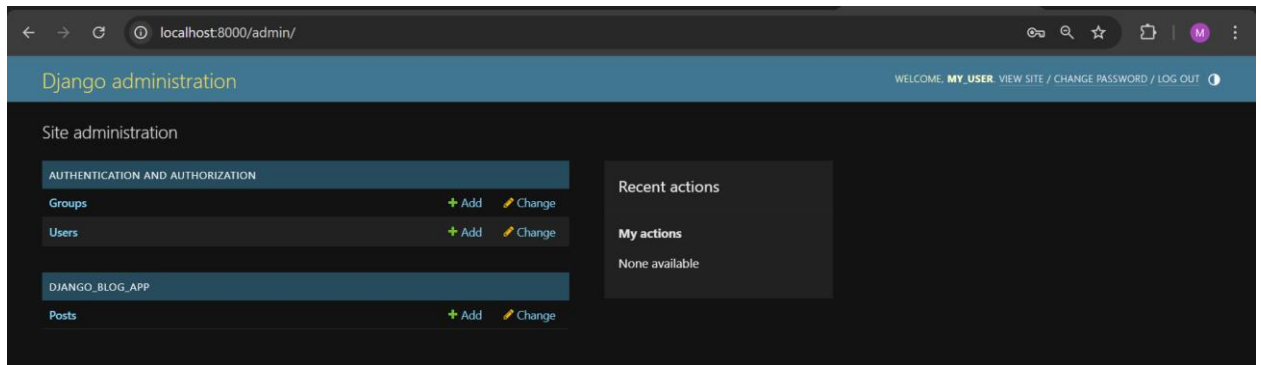 localhost:8000/admin/
M
Django administration
WELCOME, MY_USER. VIEW SITE / CHANGE PASSWORD / LOG OUT
Site administration
AUTHENTICATION AND AUTHORIZATION
Groups + Add Change
Users + Add Change
DJANGO_BLOG_APP
Posts + Add Change
Recent actions
My actions
None available